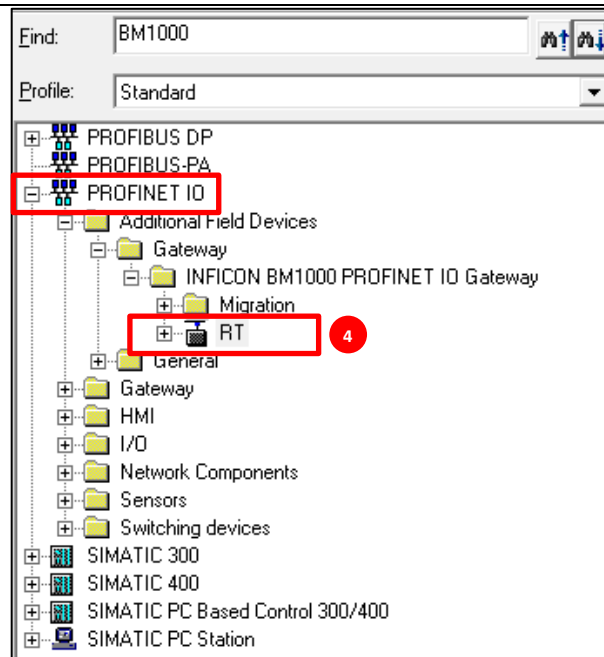 Find: BM1000
Profile: Standard
PROFIBUS DP
PROFIBUS-PA
PROFINET IO
Additional Field Devices
Gateway
INFICON BM1000 PROFINET IO Gateway
Migration
RT 4
General
Gateway
HMI
I/O
Network Components
Sensors
Switching devices
SIMATIC 300
SIMATIC 400
SIMATIC PC Based Control 300/400
SIMATIC PC Station